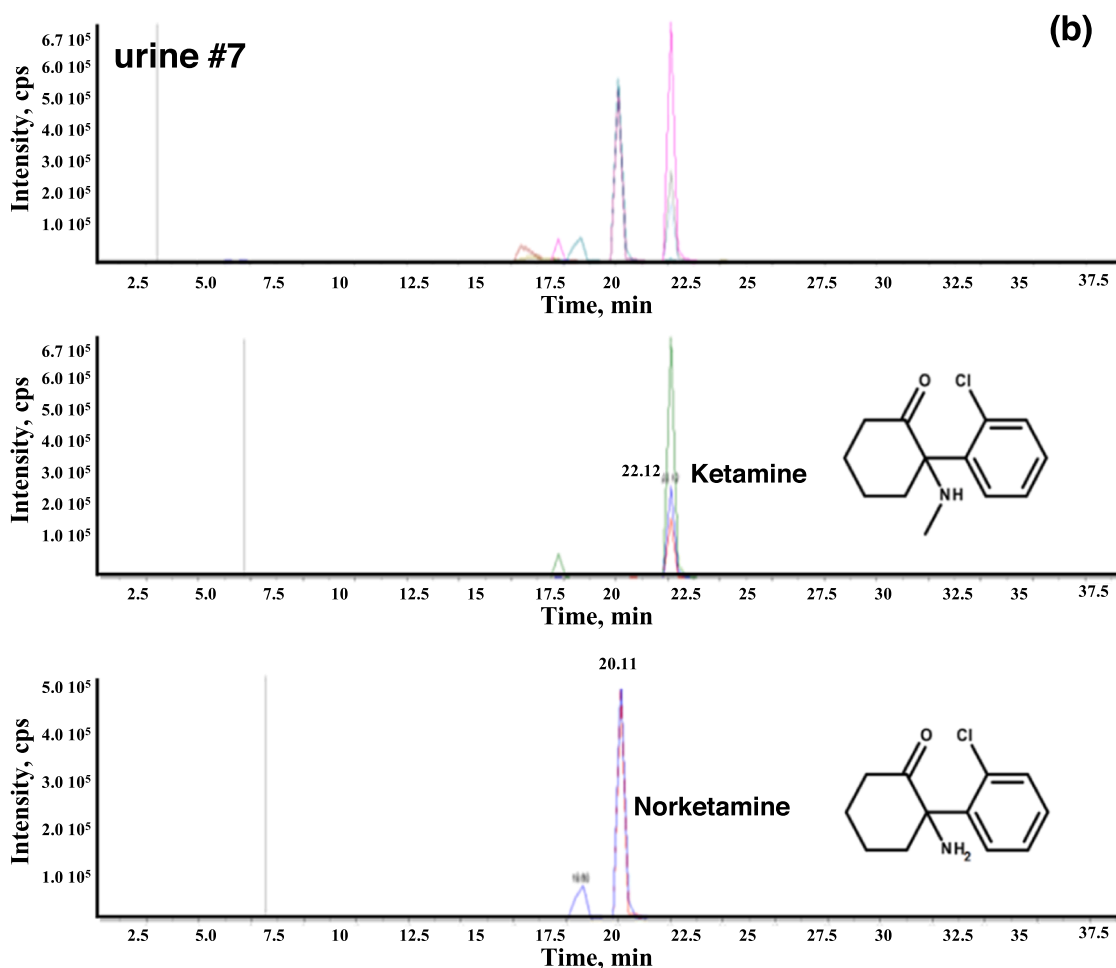 (b)
urine #7
Intensity, cps
6.7 10⁵
6.0 10⁵
5.0 10⁵
4.0 10⁵
3.0 10⁵
2.0 10⁵
1.0 10⁵
2.5 5.0 7.5 10 12.5 15 17.5 20 22.5 25 27.5 30 32.5 35 37.5
Time, min
Intensity, cps
6.7 10⁵
6.0 10⁵
5.0 10⁵
4.0 10⁵
3.0 10⁵
2.0 10⁵
1.0 10⁵
22.12
Ketamine
O Cl
NH
2.5 5.0 7.5 10 12.5 15 17.5 20 22.5 25 27.5 30 32.5 35 37.5
Time, min
20.11
Intensity, cps
5.0 10⁵
4.0 10⁵
3.0 10⁵
2.0 10⁵
1.0 10⁵
Norketamine
O Cl
NH₂
2.5 5.0 7.5 10 12.5 15 17.5 20 22.5 25 27.5 30 32.5 35 37.5
Time, min